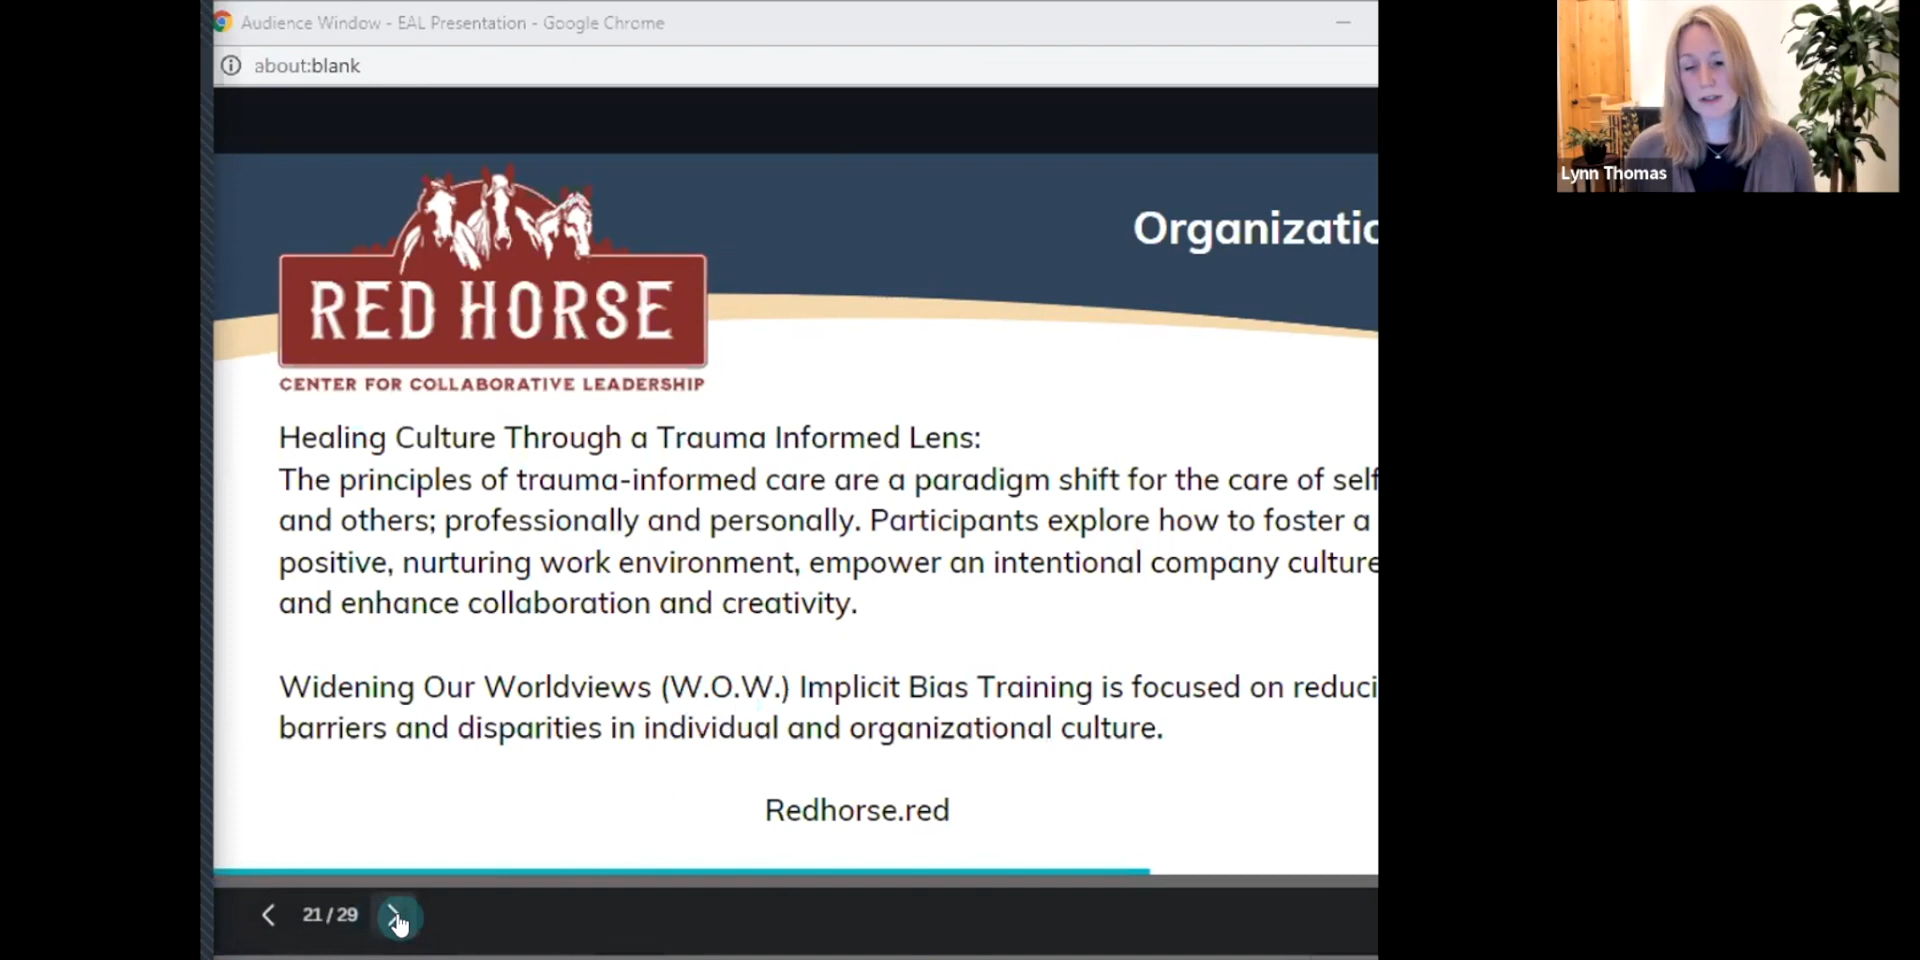 Audience Window - EAL Presentation - Google Chrome
about:blank
Lynn Thomas
Organizatio
RED HORSE
CENTER FOR COLLABORATIVE LEADERSHIP
Healing Culture Through a Trauma Informed Lens:
The principles of trauma-informed care are a paradigm shift for the care of self
and others; professionally and personally. Participants explore how to foster a
positive, nurturing work environment, empower an intentional company culture
and enhance collaboration and creativity.
Widening Our Worldviews (W.O.W.) Implicit Bias Training is focused on reduci
barriers and disparities in individual and organizational culture.
Redhorse.red
21 / 29